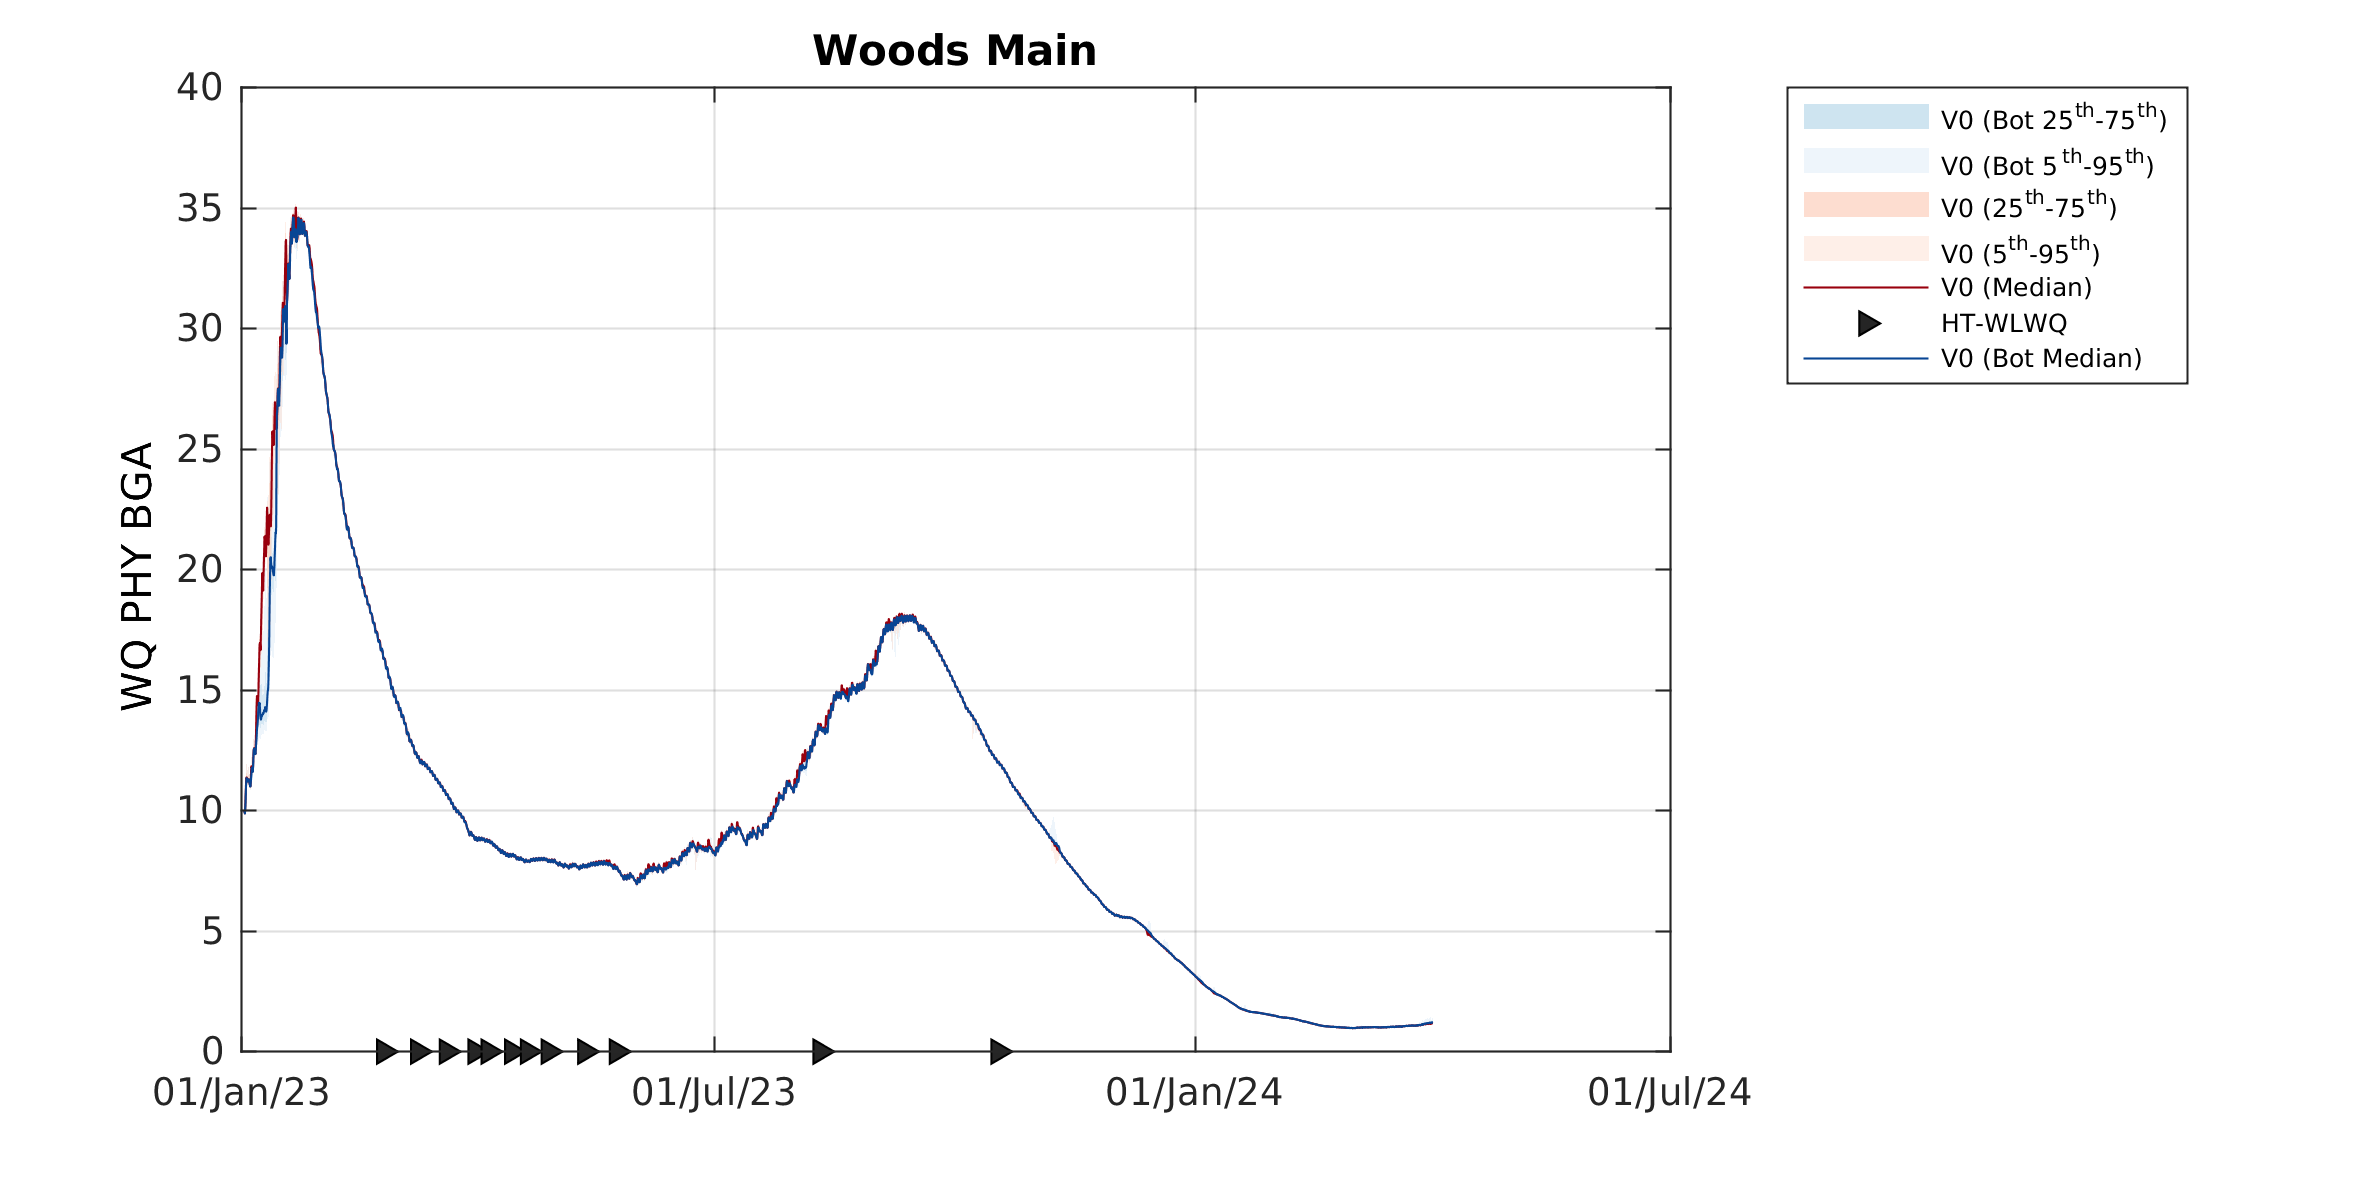 Woods Main
40
35
30
25
20
15
10
5
0
WQ PHY BGA
01/Jan/23
01/Jul/23
01/Jan/24
01/Jul/24
V0 (Bot 25th-75th)
V0 (Bot 5th-95th)
V0 (25th-75th)
V0 (5th-95th)
V0 (Median)
HT-WLWQ
V0 (Bot Median)